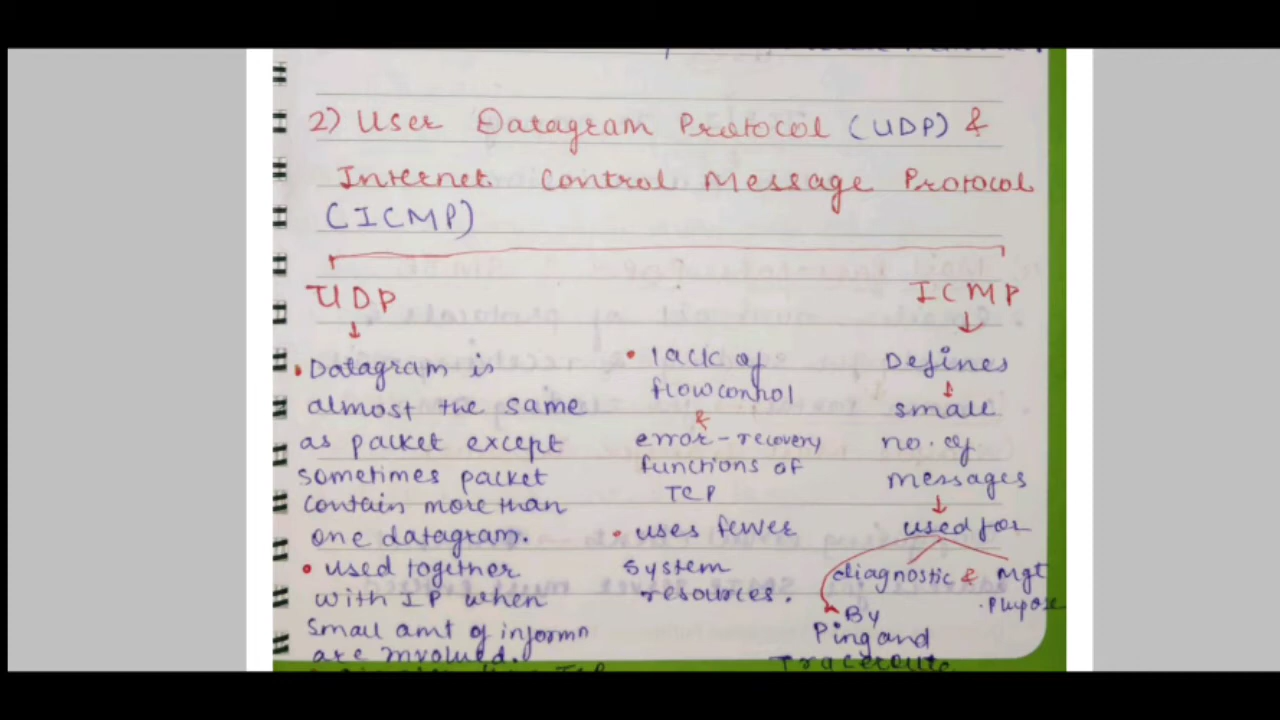 2) User Datagram Protocol (UDP) &
Internet Control Message Protocol
(ICMP)
UDP
• Datagram is
almost the same
as packet except
sometimes packet
contain more than
one datagram.
• used together
with IP when
small amt of informn
are involved.
• lack of
flow control
&
error-recovery
functions of
TCP
• uses fewer
system
resources.
ICMP
Defines
small
no. of
messages
used for
diagnostic & Mgt
Purpose
By
Ping and
Traceroute